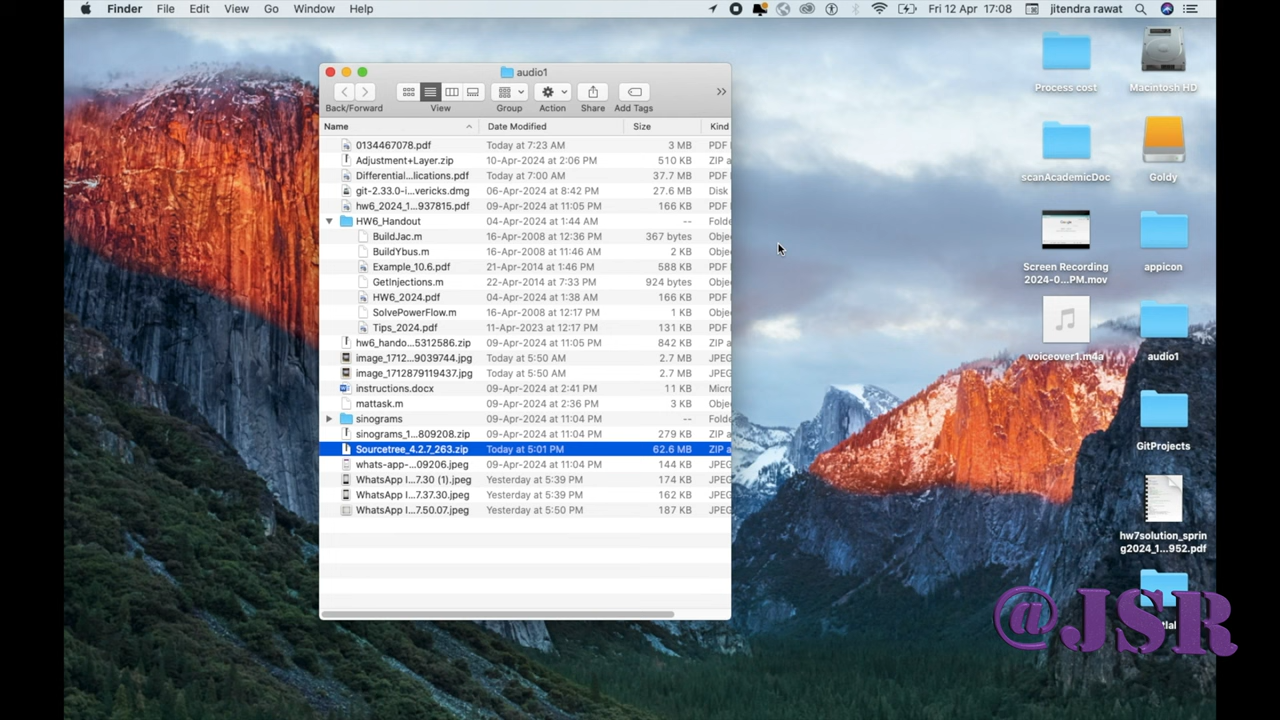 Finder File Edit View Go Window Help Fri 12 Apr 17:08 jitendra rawat
audio1
Back/Forward View Group Action Share Add Tags
Name Date Modified Size Kind
0134467078.pdf Today at 7:23 AM 3 MB PDF
Adjustment+Layer.zip 10-Apr-2024 at 2:06 PM 510 KB ZIP a
Differential...lications.pdf Today at 7:00 AM 37.7 MB PDF
git-2.33.0-i...vericks.dmg 06-Apr-2024 at 8:42 PM 27.6 MB Disk
hw6_2024_1...937815.pdf 09-Apr-2024 at 11:05 PM 166 KB PDF
HW6_Handout 04-Apr-2024 at 1:44 AM -- Folde
BuildJac.m 16-Apr-2008 at 12:36 PM 367 bytes Obje
BuildYbus.m 16-Apr-2008 at 11:46 AM 2 KB Obje
Example_10.6.pdf 21-Apr-2014 at 1:46 PM 588 KB PDF
GetInjections.m 22-Apr-2014 at 7:33 PM 924 bytes Obje
HW6_2024.pdf 04-Apr-2024 at 1:38 AM 166 KB PDF
SolvePowerFlow.m 16-Apr-2008 at 12:17 PM 1 KB Obje
Tips_2024.pdf 11-Apr-2023 at 12:17 PM 131 KB PDF
hw6_hando...5312586.zip 09-Apr-2024 at 11:05 PM 842 KB ZIP a
image_1712...9039744.jpg Today at 5:50 AM 2.7 MB JPEG
image_1712879119437.jpg Today at 5:50 AM 2.7 MB JPEG
instructions.docx 09-Apr-2024 at 2:41 PM 11 KB Micro
mattask.m 09-Apr-2024 at 2:36 PM 3 KB Obje
sinograms 09-Apr-2024 at 11:04 PM -- Folde
sinograms_1...809208.zip 09-Apr-2024 at 11:04 PM 279 KB ZIP a
Sourcetree_4.2.7_263.zip Today at 5:01 PM 62.6 MB ZIP a
whats-app-...09206.jpeg 09-Apr-2024 at 11:04 PM 144 KB JPEG
WhatsApp I...7.30 (1).jpeg Yesterday at 5:39 PM 174 KB JPEG
WhatsApp I...7.37.30.jpeg Yesterday at 5:39 PM 162 KB JPEG
WhatsApp I...7.50.07.jpeg Yesterday at 5:50 PM 187 KB JPEG
Process cost Macintosh HD
scanAcademicDoc Goldy
Screen Recording
2024-0...PM.mov
appicon
voiceover1.m4a audio1
GitProjects
hw7solution_sprin
g2024_1...952.pdf
@JSR